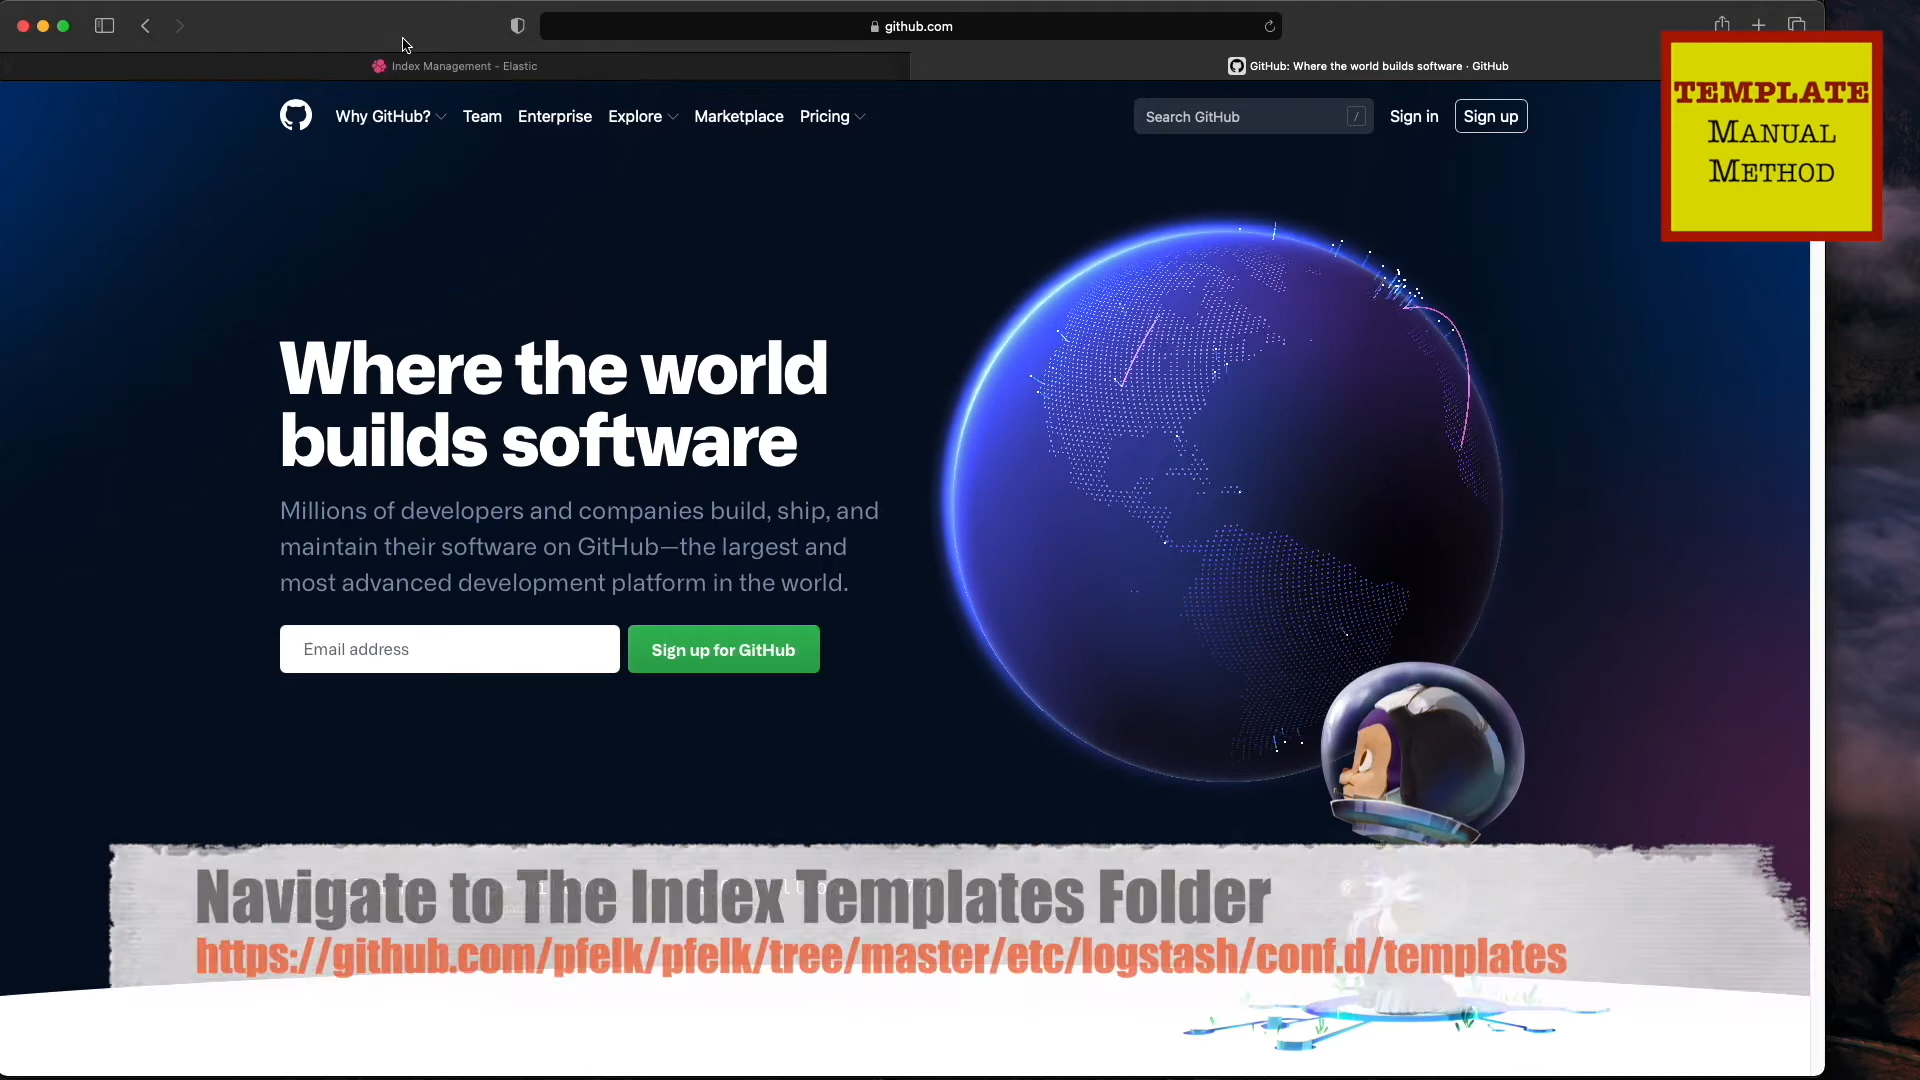 github.com
Index Management - Elastic
GitHub: Where the world builds software · GitHub
Why GitHub?
Team
Enterprise
Explore
Marketplace
Pricing
Search GitHub
/
Sign in
Sign up
TEMPLATE
MANUAL
METHOD
Where the world
builds software
Millions of developers and companies build, ship, and
maintain their software on GitHub—the largest and
most advanced development platform in the world.
Email address
Sign up for GitHub
Navigate to The Index Templates Folder
https://github.com/pfelk/pfelk/tree/master/etc/logstash/conf.d/templates